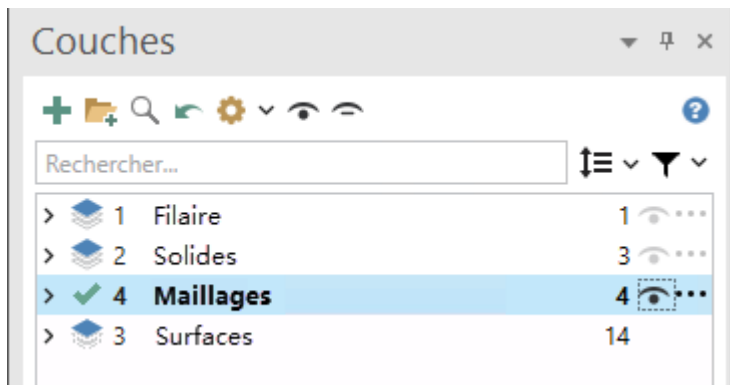 Couches
Rechercher...
1 Filaire 1
2 Solides 3
4 Maillages 4
3 Surfaces 14